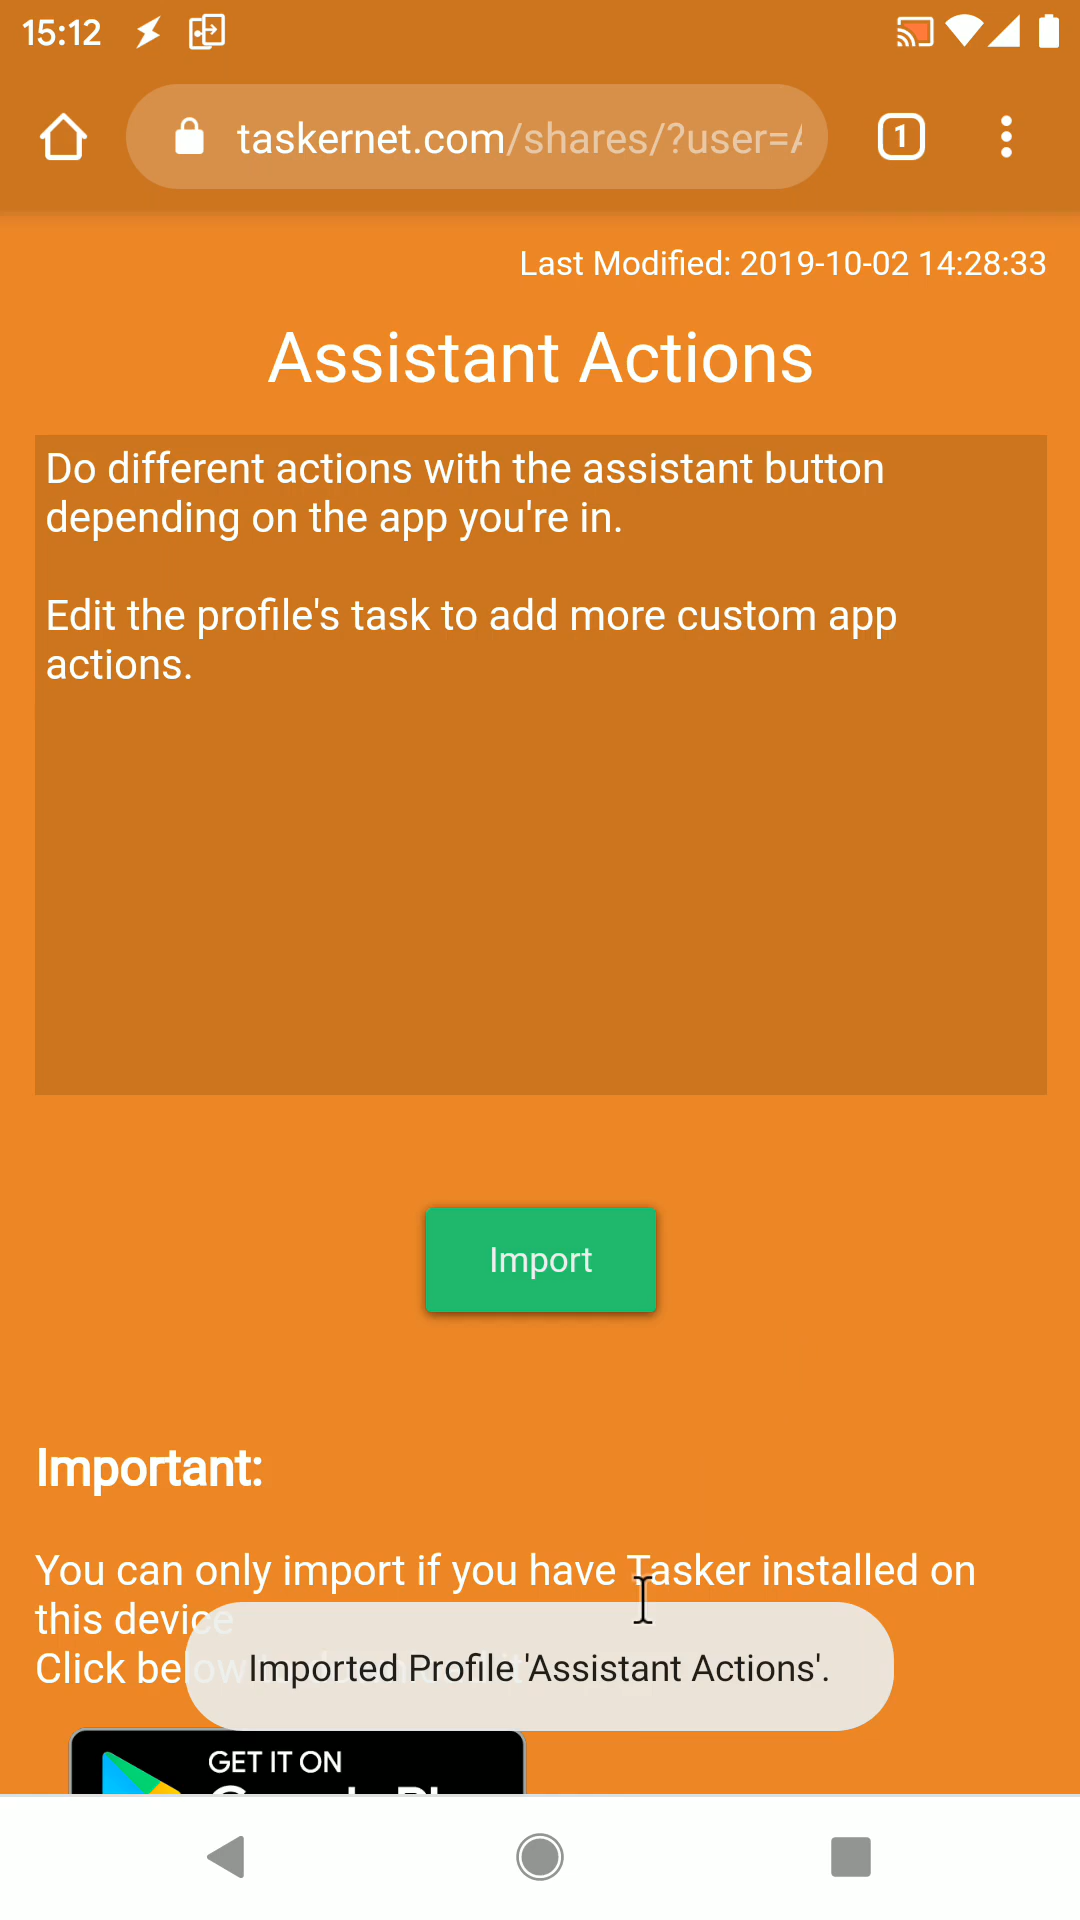 15:12
taskernet.com/shares/?user=
1
Last Modified: 2019-10-02 14:28:33
Assistant Actions
Do different actions with the assistant button
depending on the app you're in.
Edit the profile's task to add more custom app
actions.
Import
Important:
You can only import if you have Tasker installed on
this device
Click below
Imported Profile 'Assistant Actions'.
GET IT ON